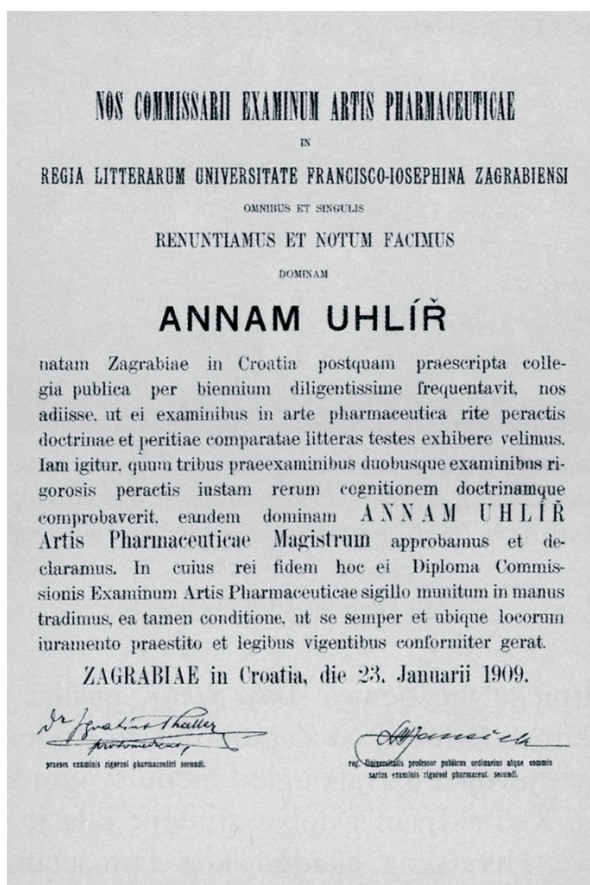 NOS COMMISSARII EXAMINUM ARTIS PHARMACEUTICAE
IN
REGIA LITTERARUM UNIVERSITATE FRANCISCO-IOSEPHINA ZAGRABIENSI
OMNIBUS ET SINGULIS
RENUNTIAMUS ET NOTUM FACIMUS
DOMINAM
ANNAM UHLÍŘ
natam Zagrabiae in Croatia postquam praescripta colle-
gia publica per biennium diligentissime frequentavit, nos
adiisse, ut ei examinibus in arte pharmaceutica rite peractis
doctrinae et peritiae comparatae litteras testes exhibere velimus.
Iam igitur, quum tribus praeexaminibus duobusque examinibus ri-
gorosis peractis iustam rerum cognitionem doctrinamque
comprobaverit, eandem dominam ANNAM UHLÍŘ
Artis Pharmaceuticae Magistrum approbamus et de-
claramus. In cuius rei fidem hoc ei Diploma Commis-
sionis Examinum Artis Pharmaceuticae sigillo munitum in manus
tradimus, ea tamen conditione, ut se semper et ubique locorum
iuramento praestito et legibus vigentibus conformiter gerat.
ZAGRABIAE in Croatia, die 23. Januarii 1909.
Dr Ignatius Thaller
protomedicus,
praeses examinis rigorosi pharmaceutici secundi.
Janeček
reg. Universitatis professor publicus ordinarius atque commis
sarius examinis rigorosi pharmaceut. secundi.